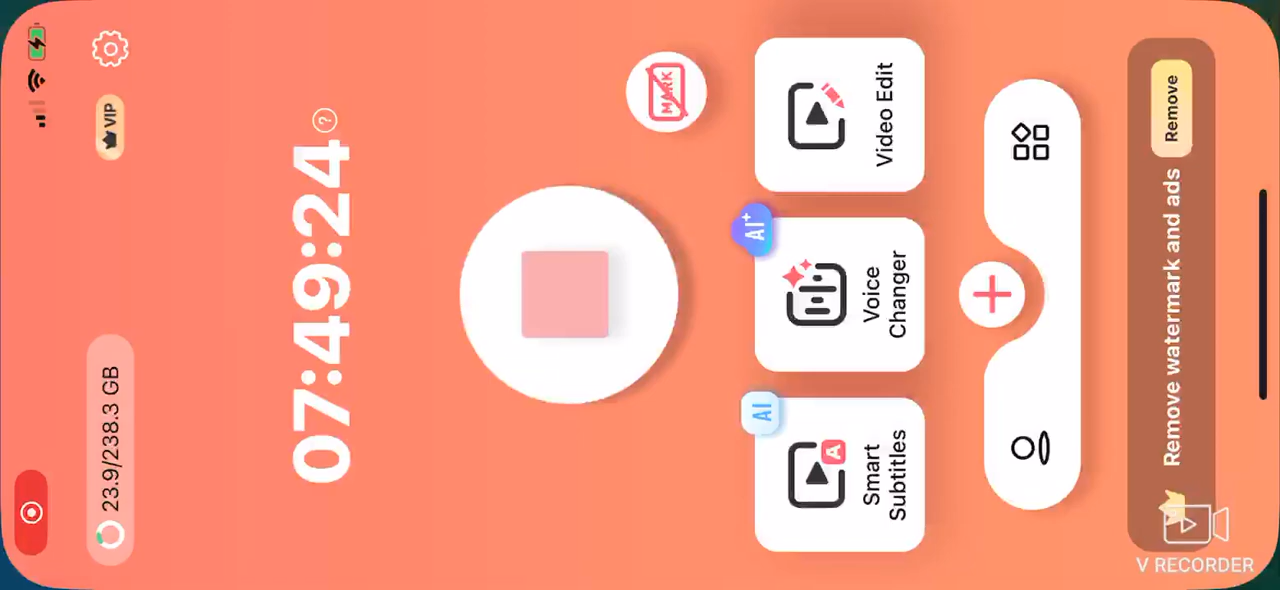 VIP
23.9/238.3 GB
07:49:24
?
MARK
AI
Smart
Subtitles
AI+
Voice
Changer
Video Edit
Remove watermark and ads
Remove
V RECORDER